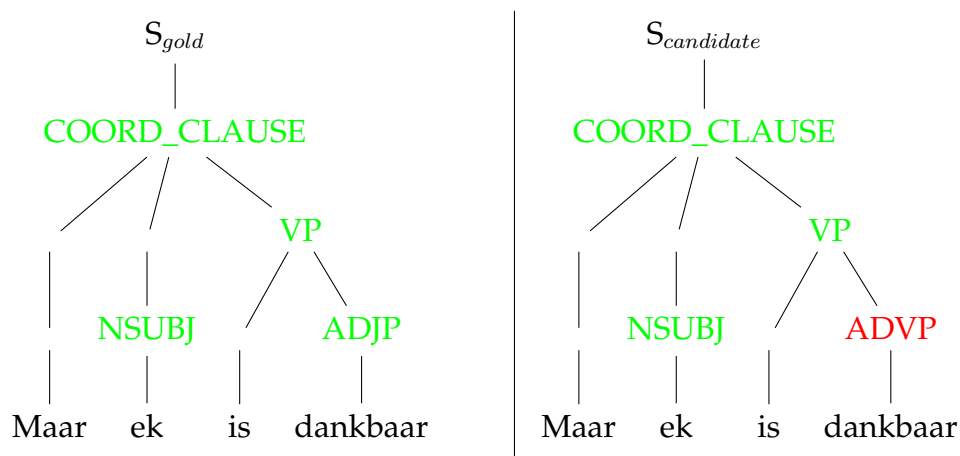 S_gold
COORD_CLAUSE
VP
NSUBJ ADJP
Maar ek is dankbaar
S_candidate
COORD_CLAUSE
VP
NSUBJ ADVP
Maar ek is dankbaar